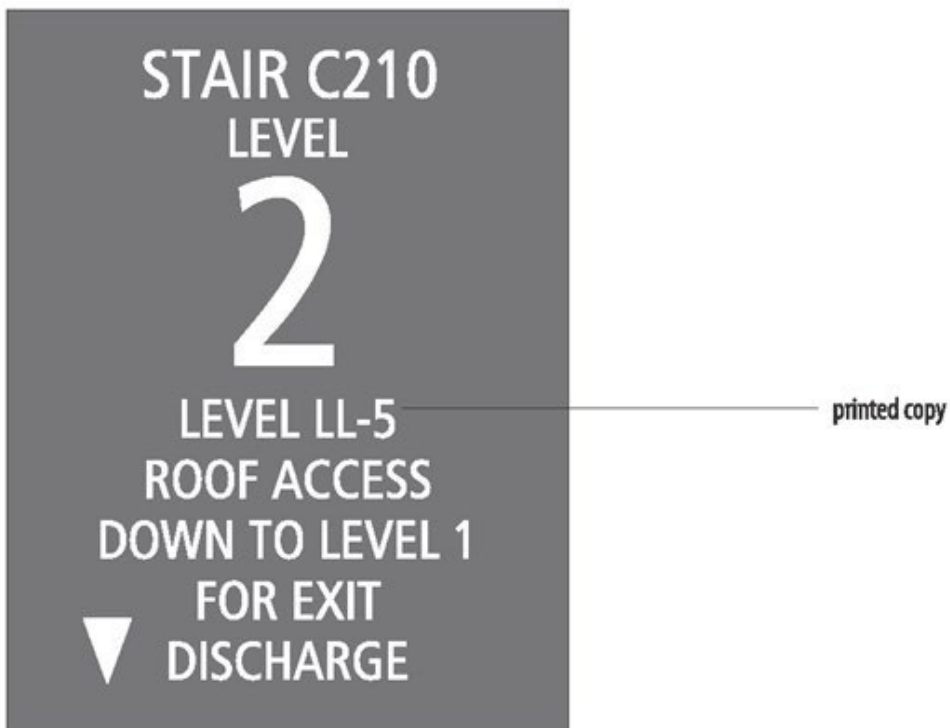 STAIR C210
LEVEL
2
LEVEL LL-5
ROOF ACCESS
DOWN TO LEVEL 1
FOR EXIT
DISCHARGE
printed copy